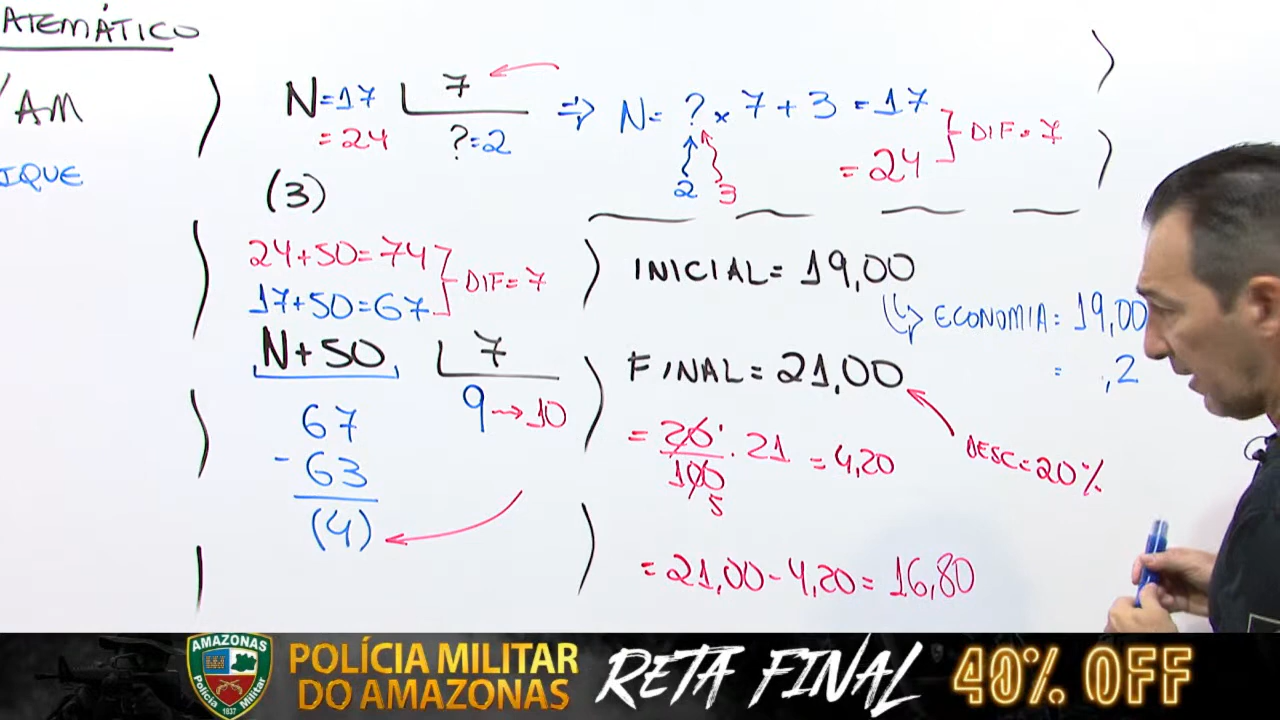 ATEMÁTICO
/AM
IQUE
N=17 7
=24 ?=2
(3)
=> N= ? x 7 + 3 = 17
= 24
DIF. = 7
2 3
24+50=74
17+50=67
DIF=7
N+50 7
9→10
67
-63
(4)
INICIAL=19,00
ECONOMIA=19,00
= ,2
FINAL=21,00
DESC=20%
= 20/100 . 21 = 4,20
5
=21,00-4,20=16,80
AMAZONAS
Polícia Militar
1837
POLÍCIA MILITAR
DO AMAZONAS
RETA FINAL
40% OFF